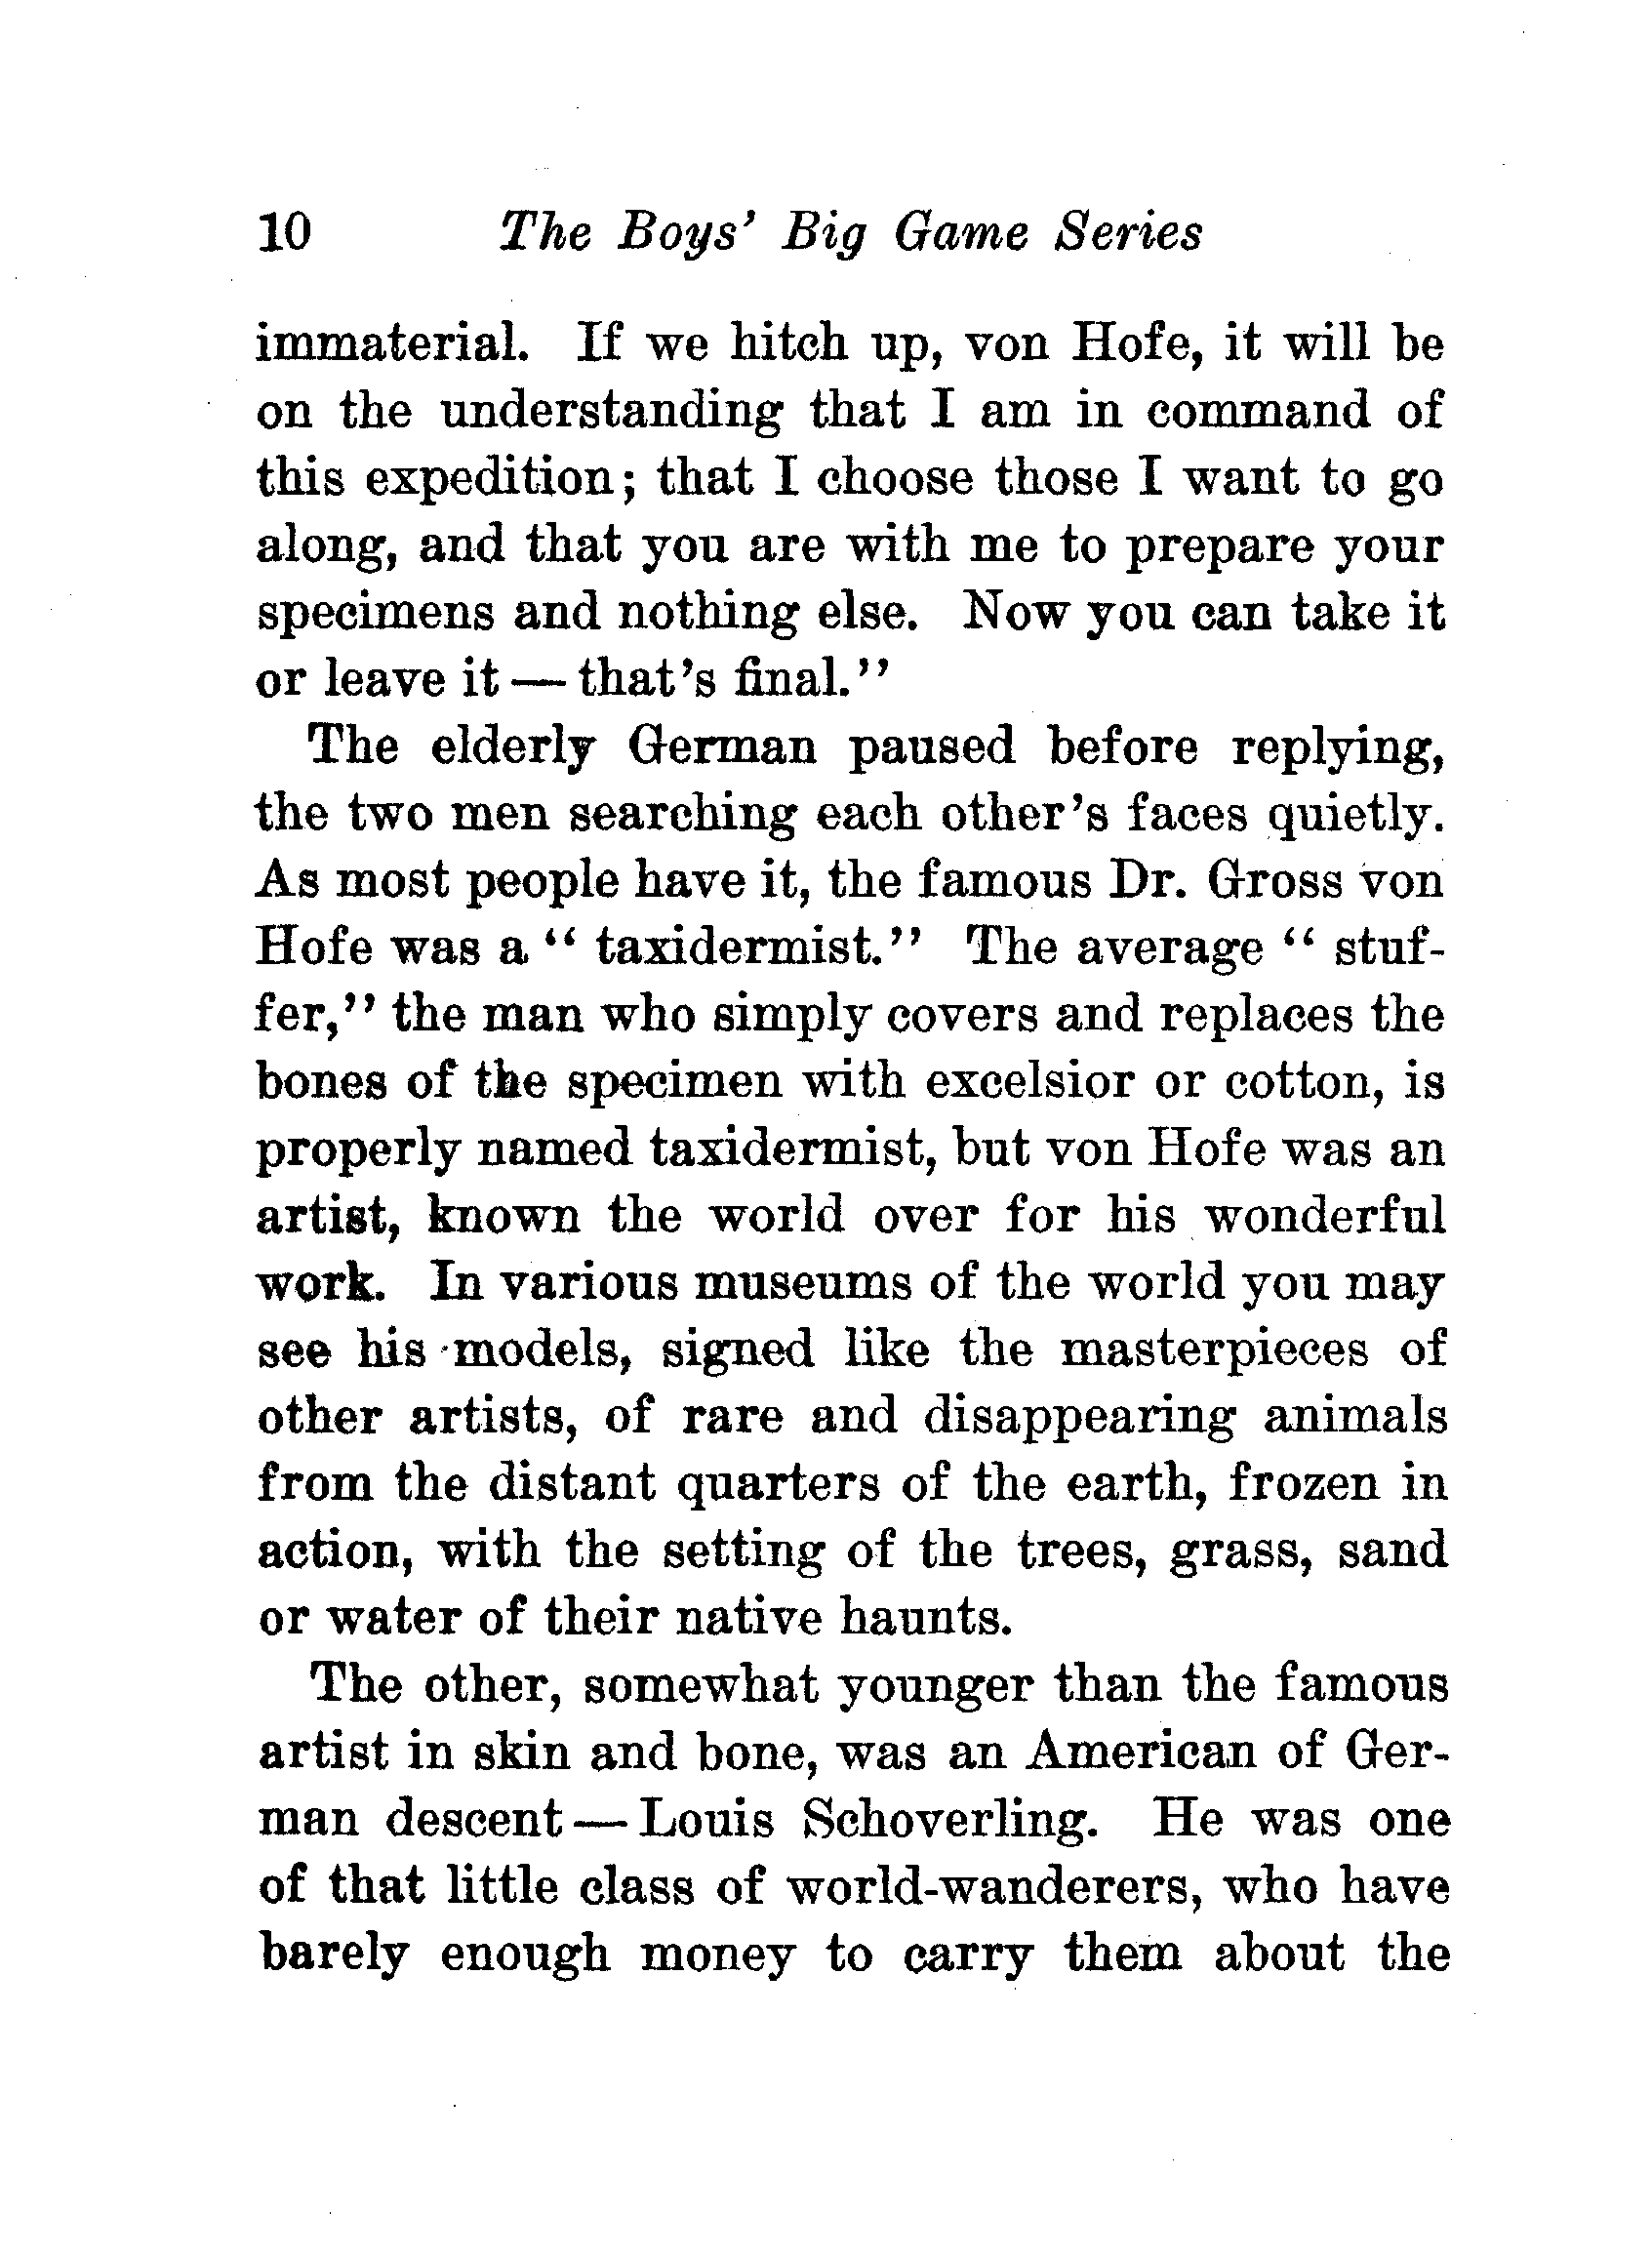 10 The Boys' Big Game Series
immaterial. If we hitch up, von Hofe, it will be
on the understanding that I am in command of
this expedition; that I choose those I want to go
along, and that you are with me to prepare your
specimens and nothing else. Now you can take it
or leave it — that's final."
The elderly German paused before replying,
the two men searching each other's faces quietly.
As most people have it, the famous Dr. Gross von
Hofe was a " taxidermist." The average " stuf-
fer," the man who simply covers and replaces the
bones of the specimen with excelsior or cotton, is
properly named taxidermist, but von Hofe was an
artist, known the world over for his wonderful
work. In various museums of the world you may
see his models, signed like the masterpieces of
other artists, of rare and disappearing animals
from the distant quarters of the earth, frozen in
action, with the setting of the trees, grass, sand
or water of their native haunts.
The other, somewhat younger than the famous
artist in skin and bone, was an American of Ger-
man descent — Louis Schoverling. He was one
of that little class of world-wanderers, who have
barely enough money to carry them about the